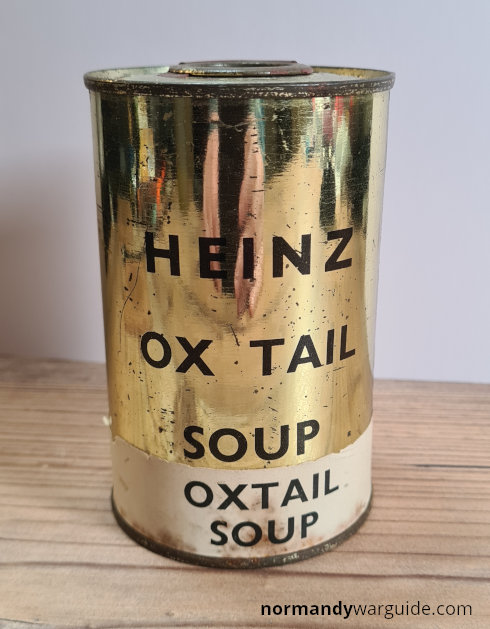 HEINZ
OX TAIL
SOUP
OXTAIL
SOUP
normandywarguide.com